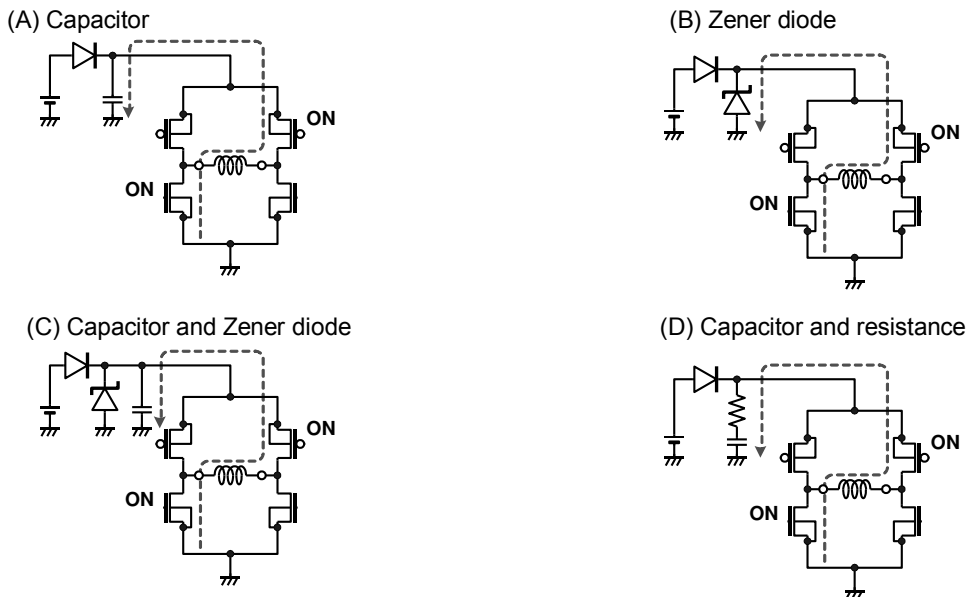 (A) Capacitor
ON
ON
(B) Zener diode
ON
ON
(C) Capacitor and Zener diode
ON
ON
(D) Capacitor and resistance
ON
ON